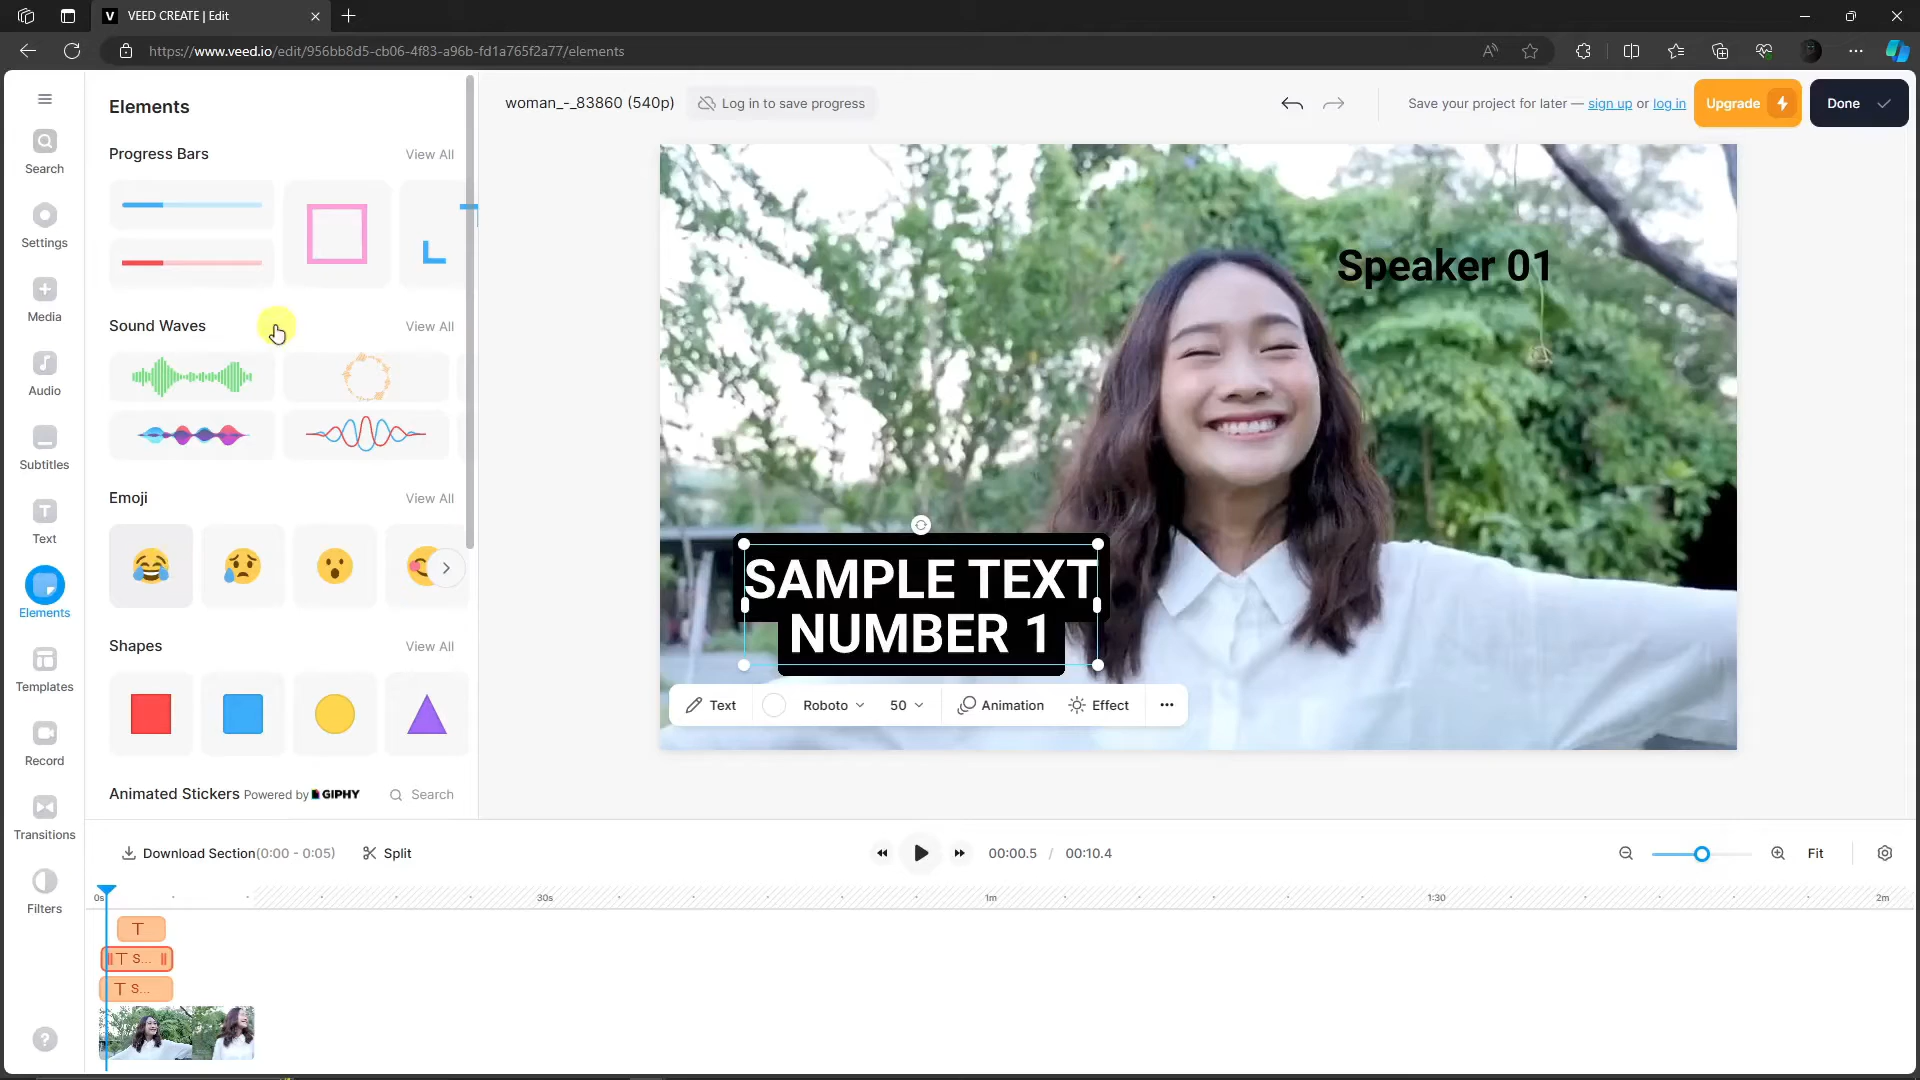 VEED CREATE | Edit
https://www.veed.io/edit/956bb8d5-cb06-4f83-a96b-fd1a765f2a77/elements
Search
Settings
Media
Audio
Subtitles
Text
Elements
Templates
Record
Transitions
Filters
Elements
Progress Bars View All
Sound Waves View All
Emoji View All
Shapes View All
Animated Stickers Powered by GIPHY Search
woman_-_83860 (540p) Log in to save progress
Save your project for later — sign up or log in Upgrade Done
Speaker 01
SAMPLE TEXT
NUMBER 1
Text Roboto 50 Animation Effect
Download Section(0:00 - 0:05) Split 00:00.5 / 00:10.4 Fit
0s 30s 1m 1:30 2m
T
T S...
T S...